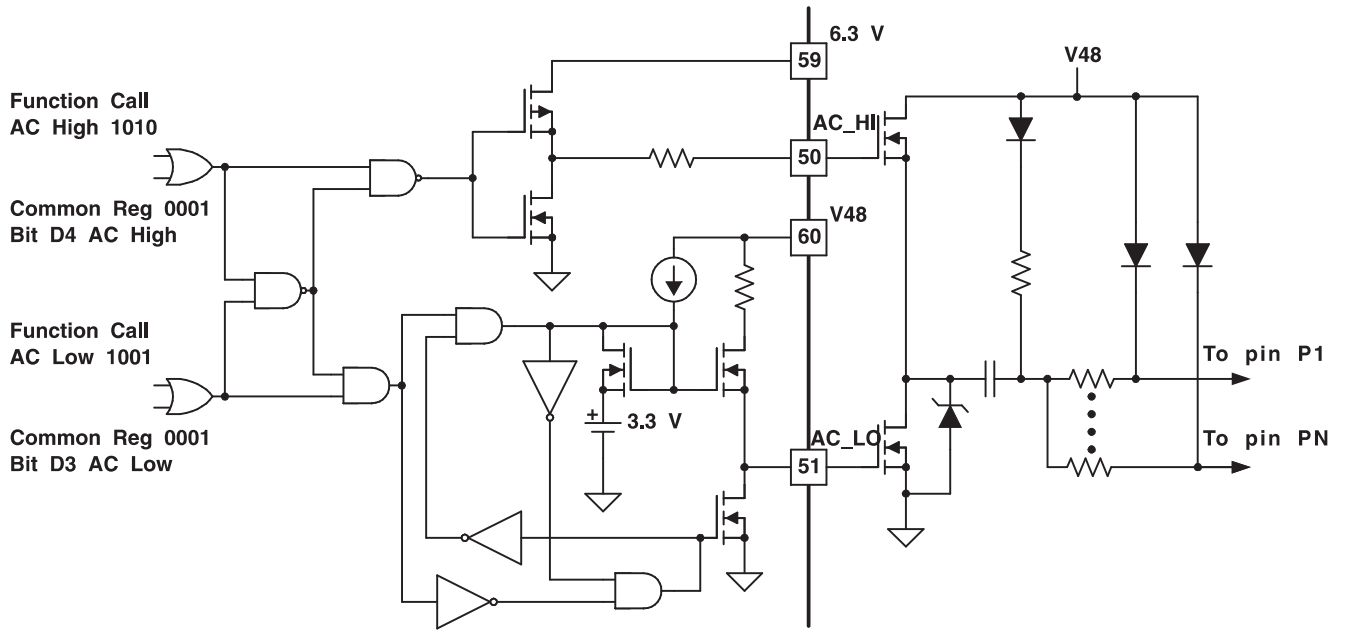 6.3 V
59
V48
Function Call
AC High 1010
AC_HI
50
Common Reg 0001
Bit D4 AC High
V48
60
Function Call
AC Low 1001
To pin P1
+
3.3 V
AC_LO
To pin PN
51
Common Reg 0001
Bit D3 AC Low